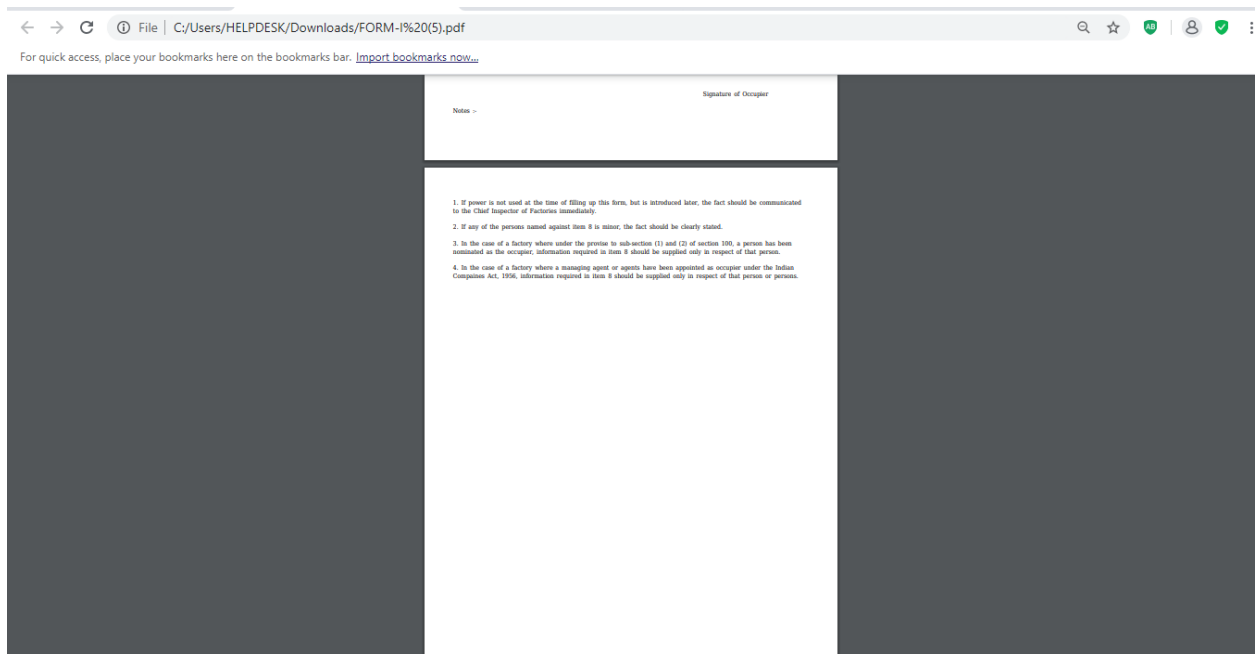 File | C:/Users/HELPDESK/Downloads/FORM-I%20(5).pdf
AB
For quick access, place your bookmarks here on the bookmarks bar. Import bookmarks now...
Signature of Occupier
Notes :-
1. If power is not used at the time of filling up this form, but is introduced later, the fact should be communicated
to the Chief Inspector of Factories immediately.
2. If any of the persons named against item 8 is minor, the fact should be clearly stated.
3. In the case of a factory where under the provise to sub-section (1) and (2) of section 100, a person has been
nominated as the occupier, information required in item 8 should be supplied only in respect of that person.
4. In the case of a factory where a managing agent or agents have been appointed as occupier under the Indian
Compaines Act, 1956, information required in item 8 should be supplied only in respect of that person or persons.